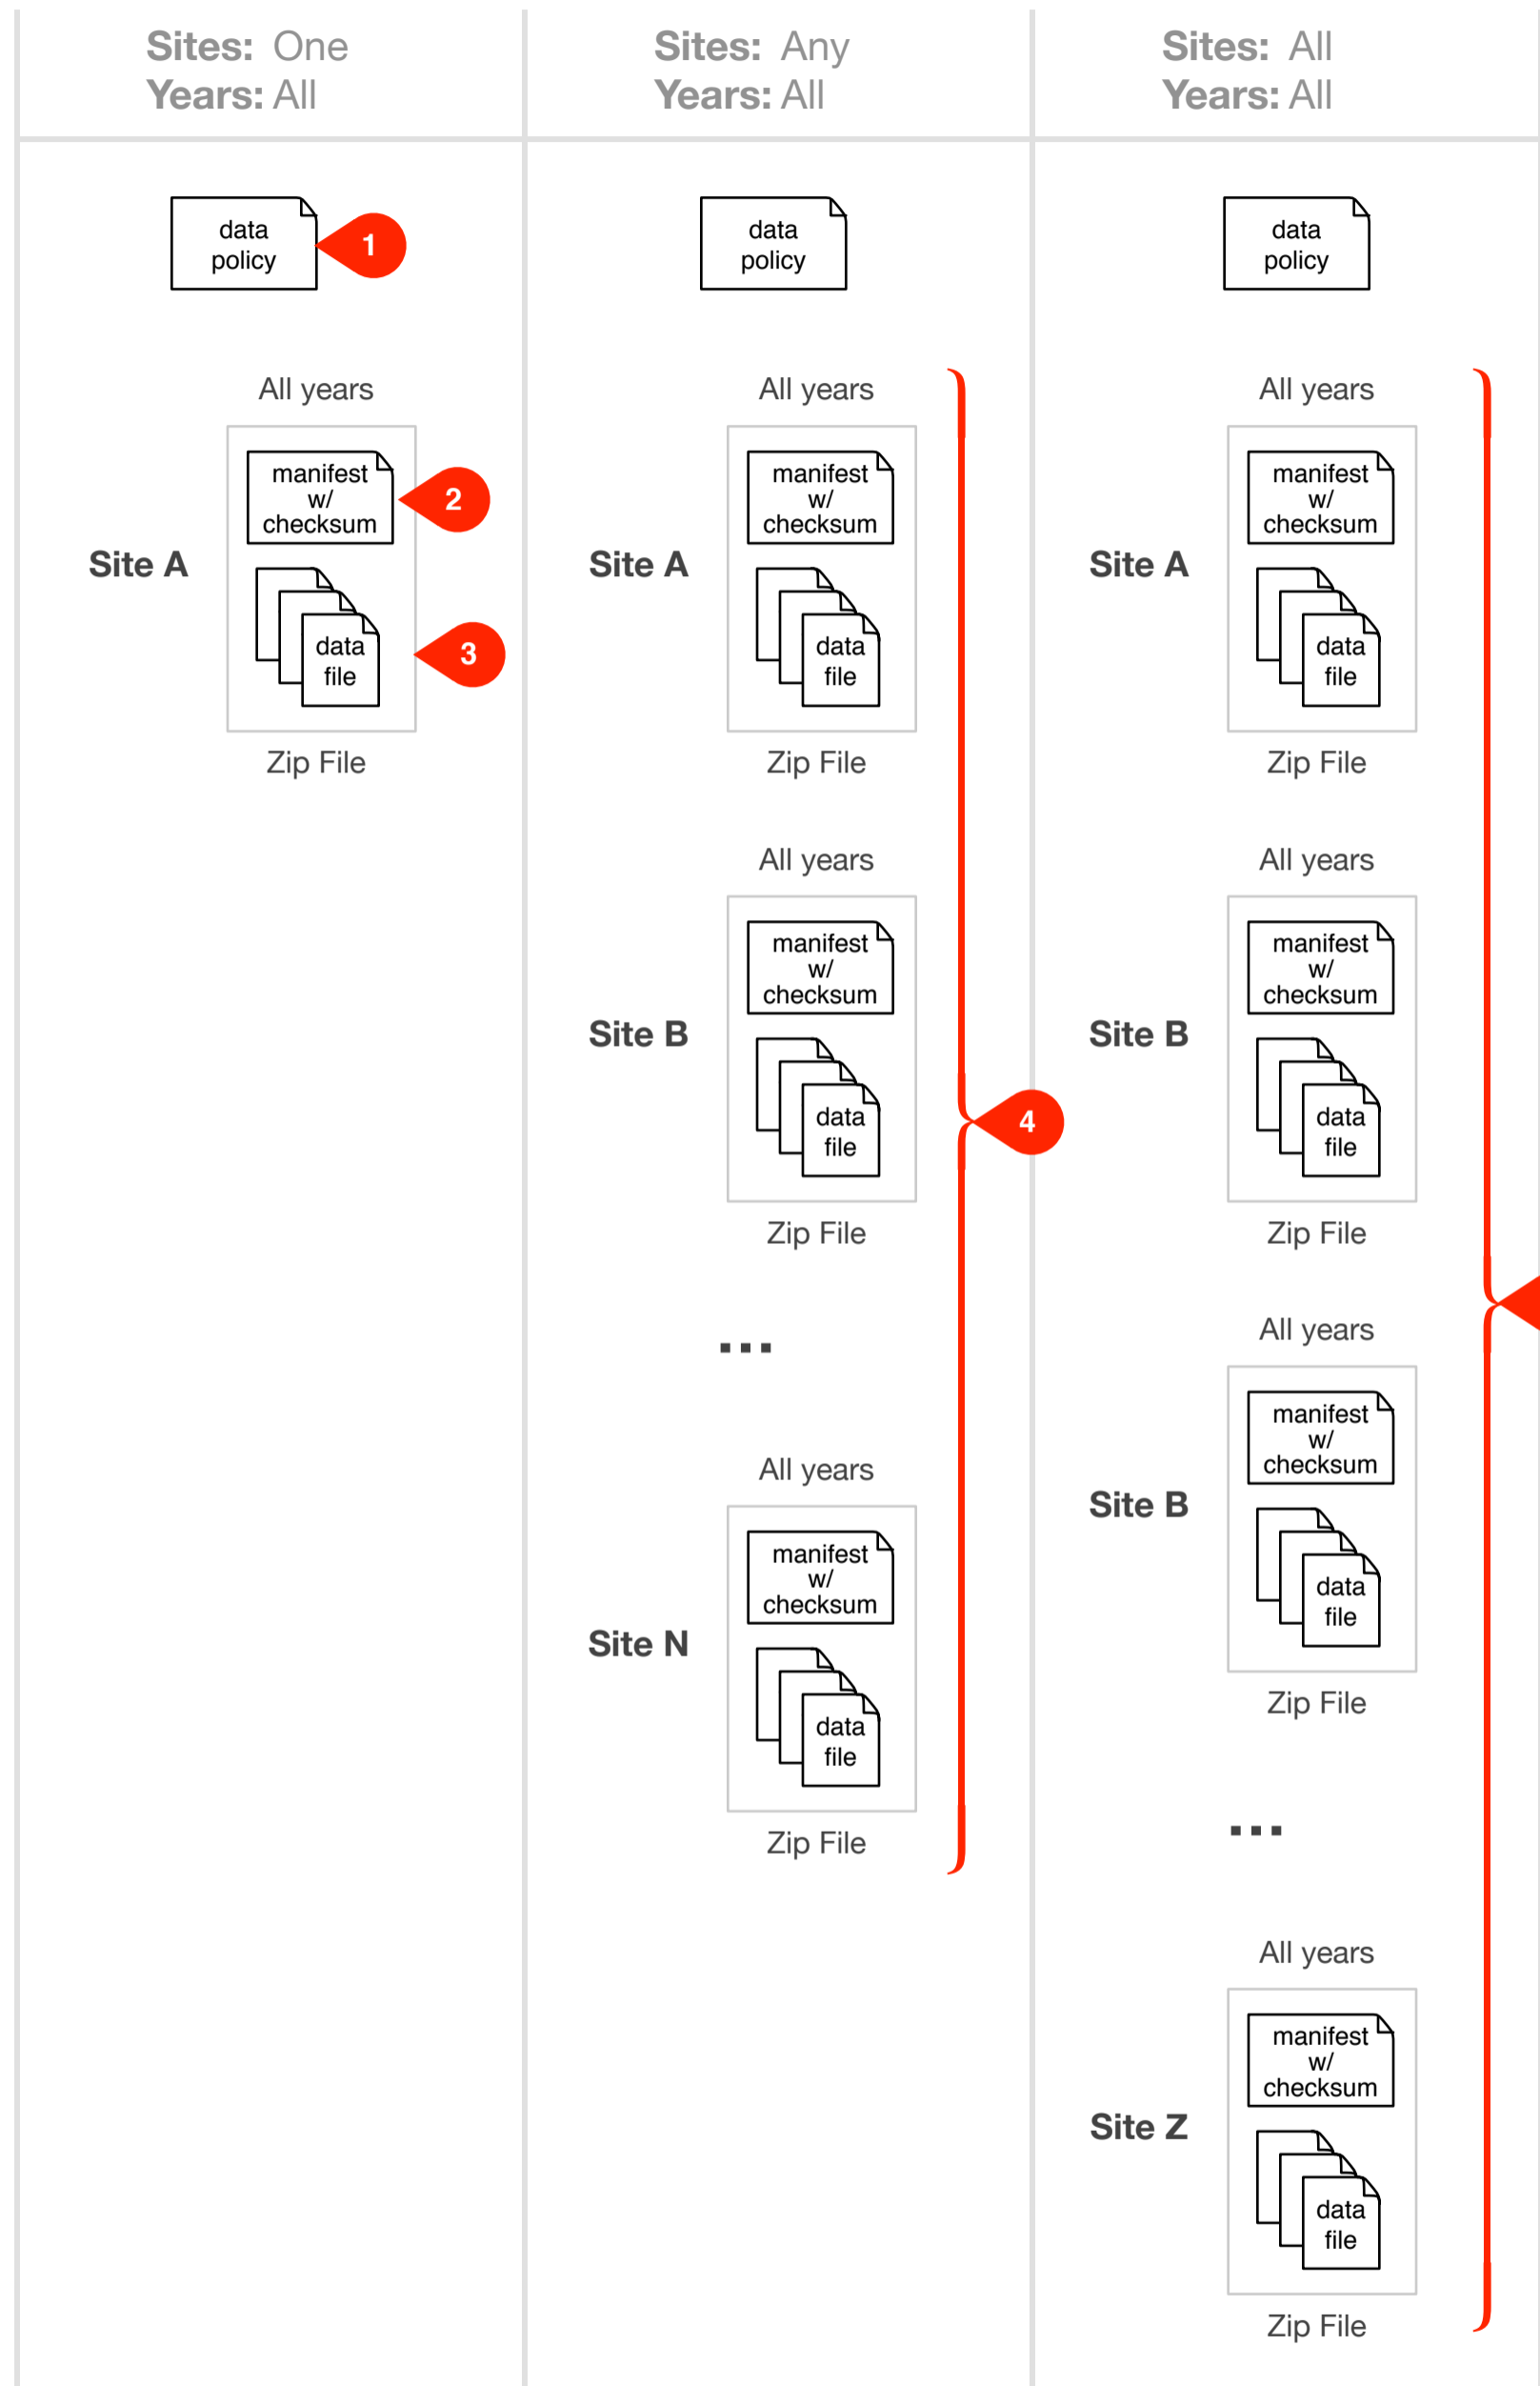 Sites: One
Years: All
data
policy
1
All years
manifest
w/
checksum
2
Site A
data
file
3
Zip File
Sites: Any
Years: All
data
policy
All years
manifest
w/
checksum
Site A
data
file
Zip File
All years
manifest
w/
checksum
Site B
data
file
Zip File
4
...
All years
manifest
w/
checksum
Site N
data
file
Zip File
Sites: All
Years: All
data
policy
All years
manifest
w/
checksum
Site A
data
file
Zip File
All years
manifest
w/
checksum
Site B
data
file
Zip File
All years
manifest
w/
checksum
Site B
data
file
Zip File
...
All years
manifest
w/
checksum
Site Z
data
file
Zip File